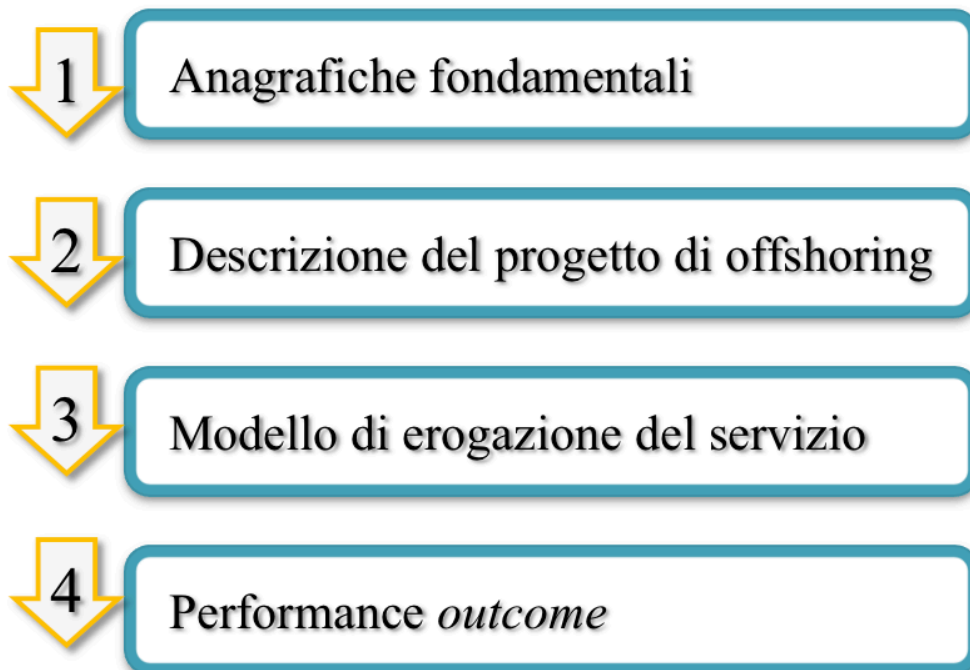 1 Anagrafiche fondamentali
2 Descrizione del progetto di offshoring
3 Modello di erogazione del servizio
4 Performance outcome